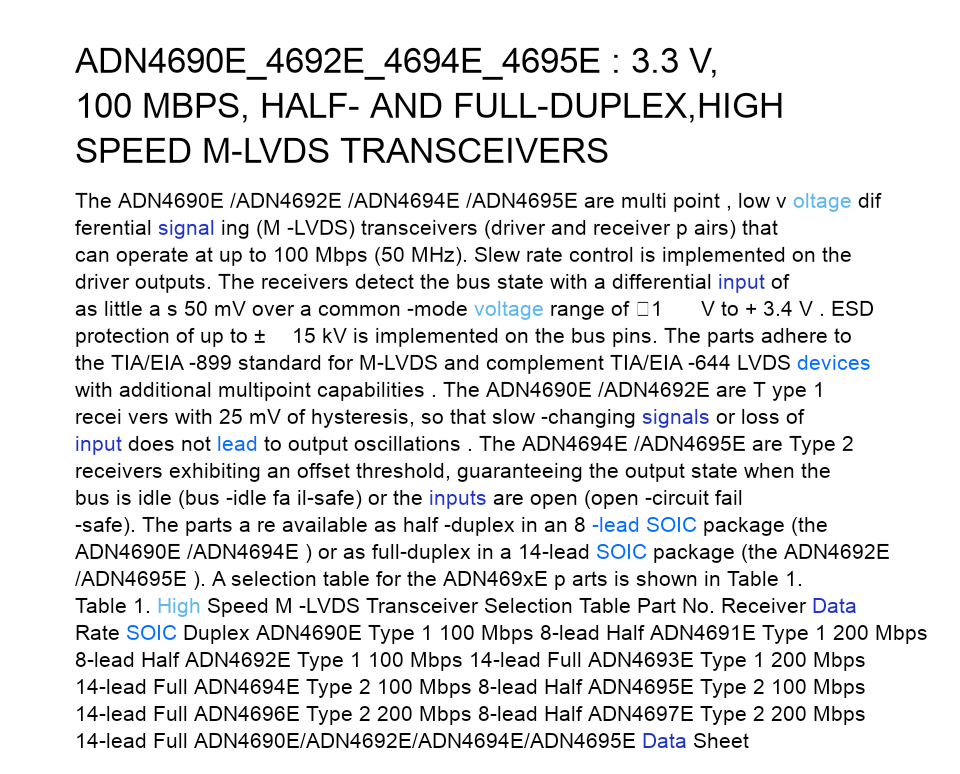 ADN4690E_4692E_4694E_4695E : 3.3 V,
100 MBPS, HALF- AND FULL-DUPLEX,HIGH
SPEED M-LVDS TRANSCEIVERS
The ADN4690E /ADN4692E /ADN4694E /ADN4695E are multi point , low v oltage dif
ferential signal ing (M -LVDS) transceivers (driver and receiver p airs) that
can operate at up to 100 Mbps (50 MHz). Slew rate control is implemented on the
driver outputs. The receivers detect the bus state with a differential input of
as little a s 50 mV over a common -mode voltage range of □1 V to + 3.4 V . ESD
protection of up to ± 15 kV is implemented on the bus pins. The parts adhere to
the TIA/EIA -899 standard for M-LVDS and complement TIA/EIA -644 LVDS devices
with additional multipoint capabilities . The ADN4690E /ADN4692E are T ype 1
recei vers with 25 mV of hysteresis, so that slow -changing signals or loss of
input does not lead to output oscillations . The ADN4694E /ADN4695E are Type 2
receivers exhibiting an offset threshold, guaranteeing the output state when the
bus is idle (bus -idle fa il-safe) or the inputs are open (open -circuit fail
-safe). The parts a re available as half -duplex in an 8 -lead SOIC package (the
ADN4690E /ADN4694E ) or as full-duplex in a 14-lead SOIC package (the ADN4692E
/ADN4695E ). A selection table for the ADN469xE p arts is shown in Table 1.
Table 1. High Speed M -LVDS Transceiver Selection Table Part No. Receiver Data
Rate SOIC Duplex ADN4690E Type 1 100 Mbps 8-lead Half ADN4691E Type 1 200 Mbps
8-lead Half ADN4692E Type 1 100 Mbps 14-lead Full ADN4693E Type 1 200 Mbps
14-lead Full ADN4694E Type 2 100 Mbps 8-lead Half ADN4695E Type 2 100 Mbps
14-lead Full ADN4696E Type 2 200 Mbps 8-lead Half ADN4697E Type 2 200 Mbps
14-lead Full ADN4690E/ADN4692E/ADN4694E/ADN4695E Data Sheet